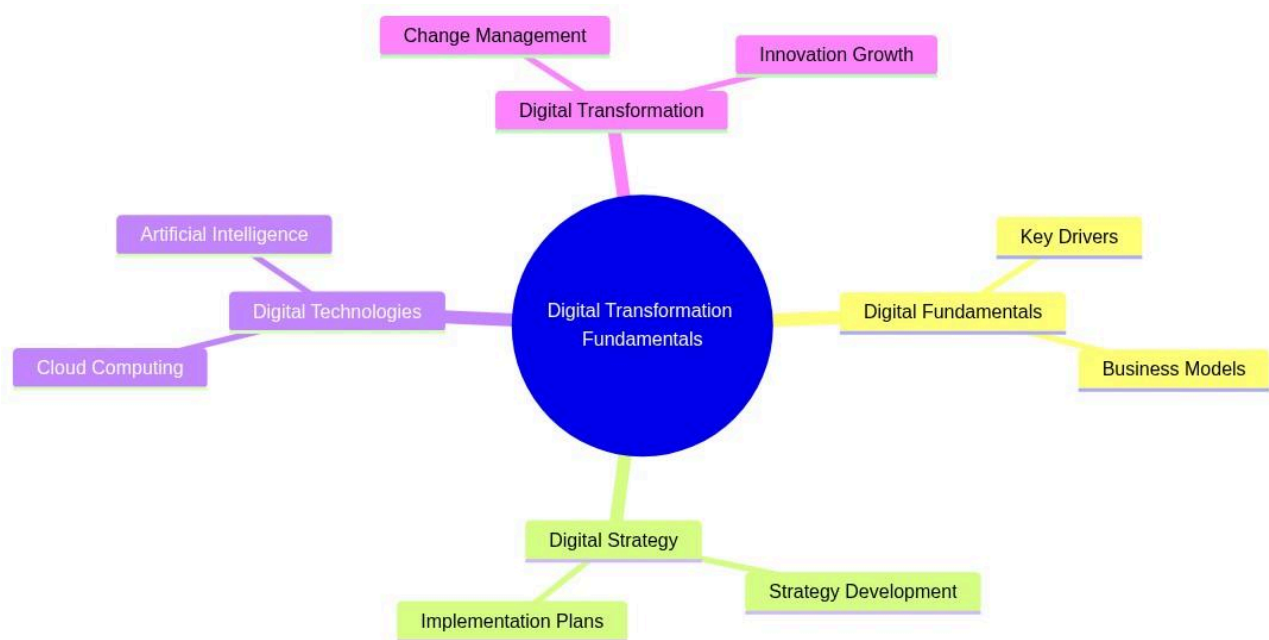 Change Management
Innovation Growth
Digital Transformation
Artificial Intelligence
Key Drivers
Digital Technologies
Digital Transformation
Fundamentals
Digital Fundamentals
Cloud Computing
Business Models
Digital Strategy
Strategy Development
Implementation Plans